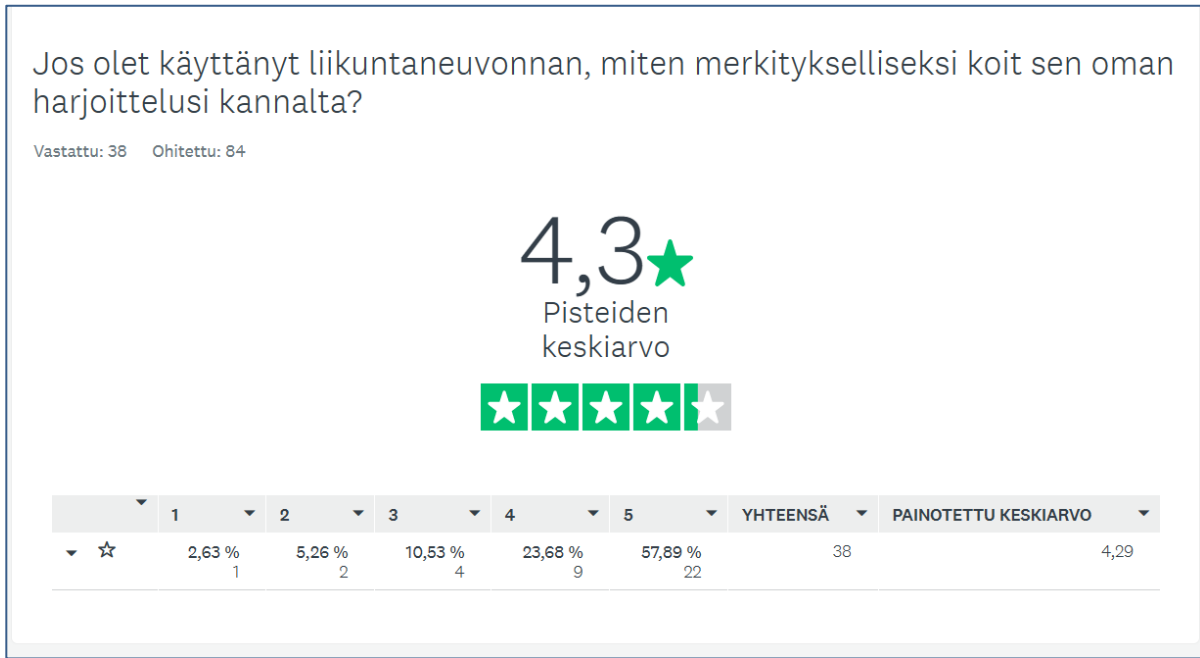 Jos olet käyttänyt liikuntaneuvonnan, miten merkitykselliseksi koit sen oman
harjoittelusi kannalta?
Vastattu: 38 Ohitettu: 84
4,3
Pisteiden
keskiarvo
1 2 3 4 5 YHTEENSÄ PAINOTETTU KESKIARVO
2,63 % 5,26 % 10,53 % 23,68 % 57,89 % 38 4,29
1 2 4 9 22